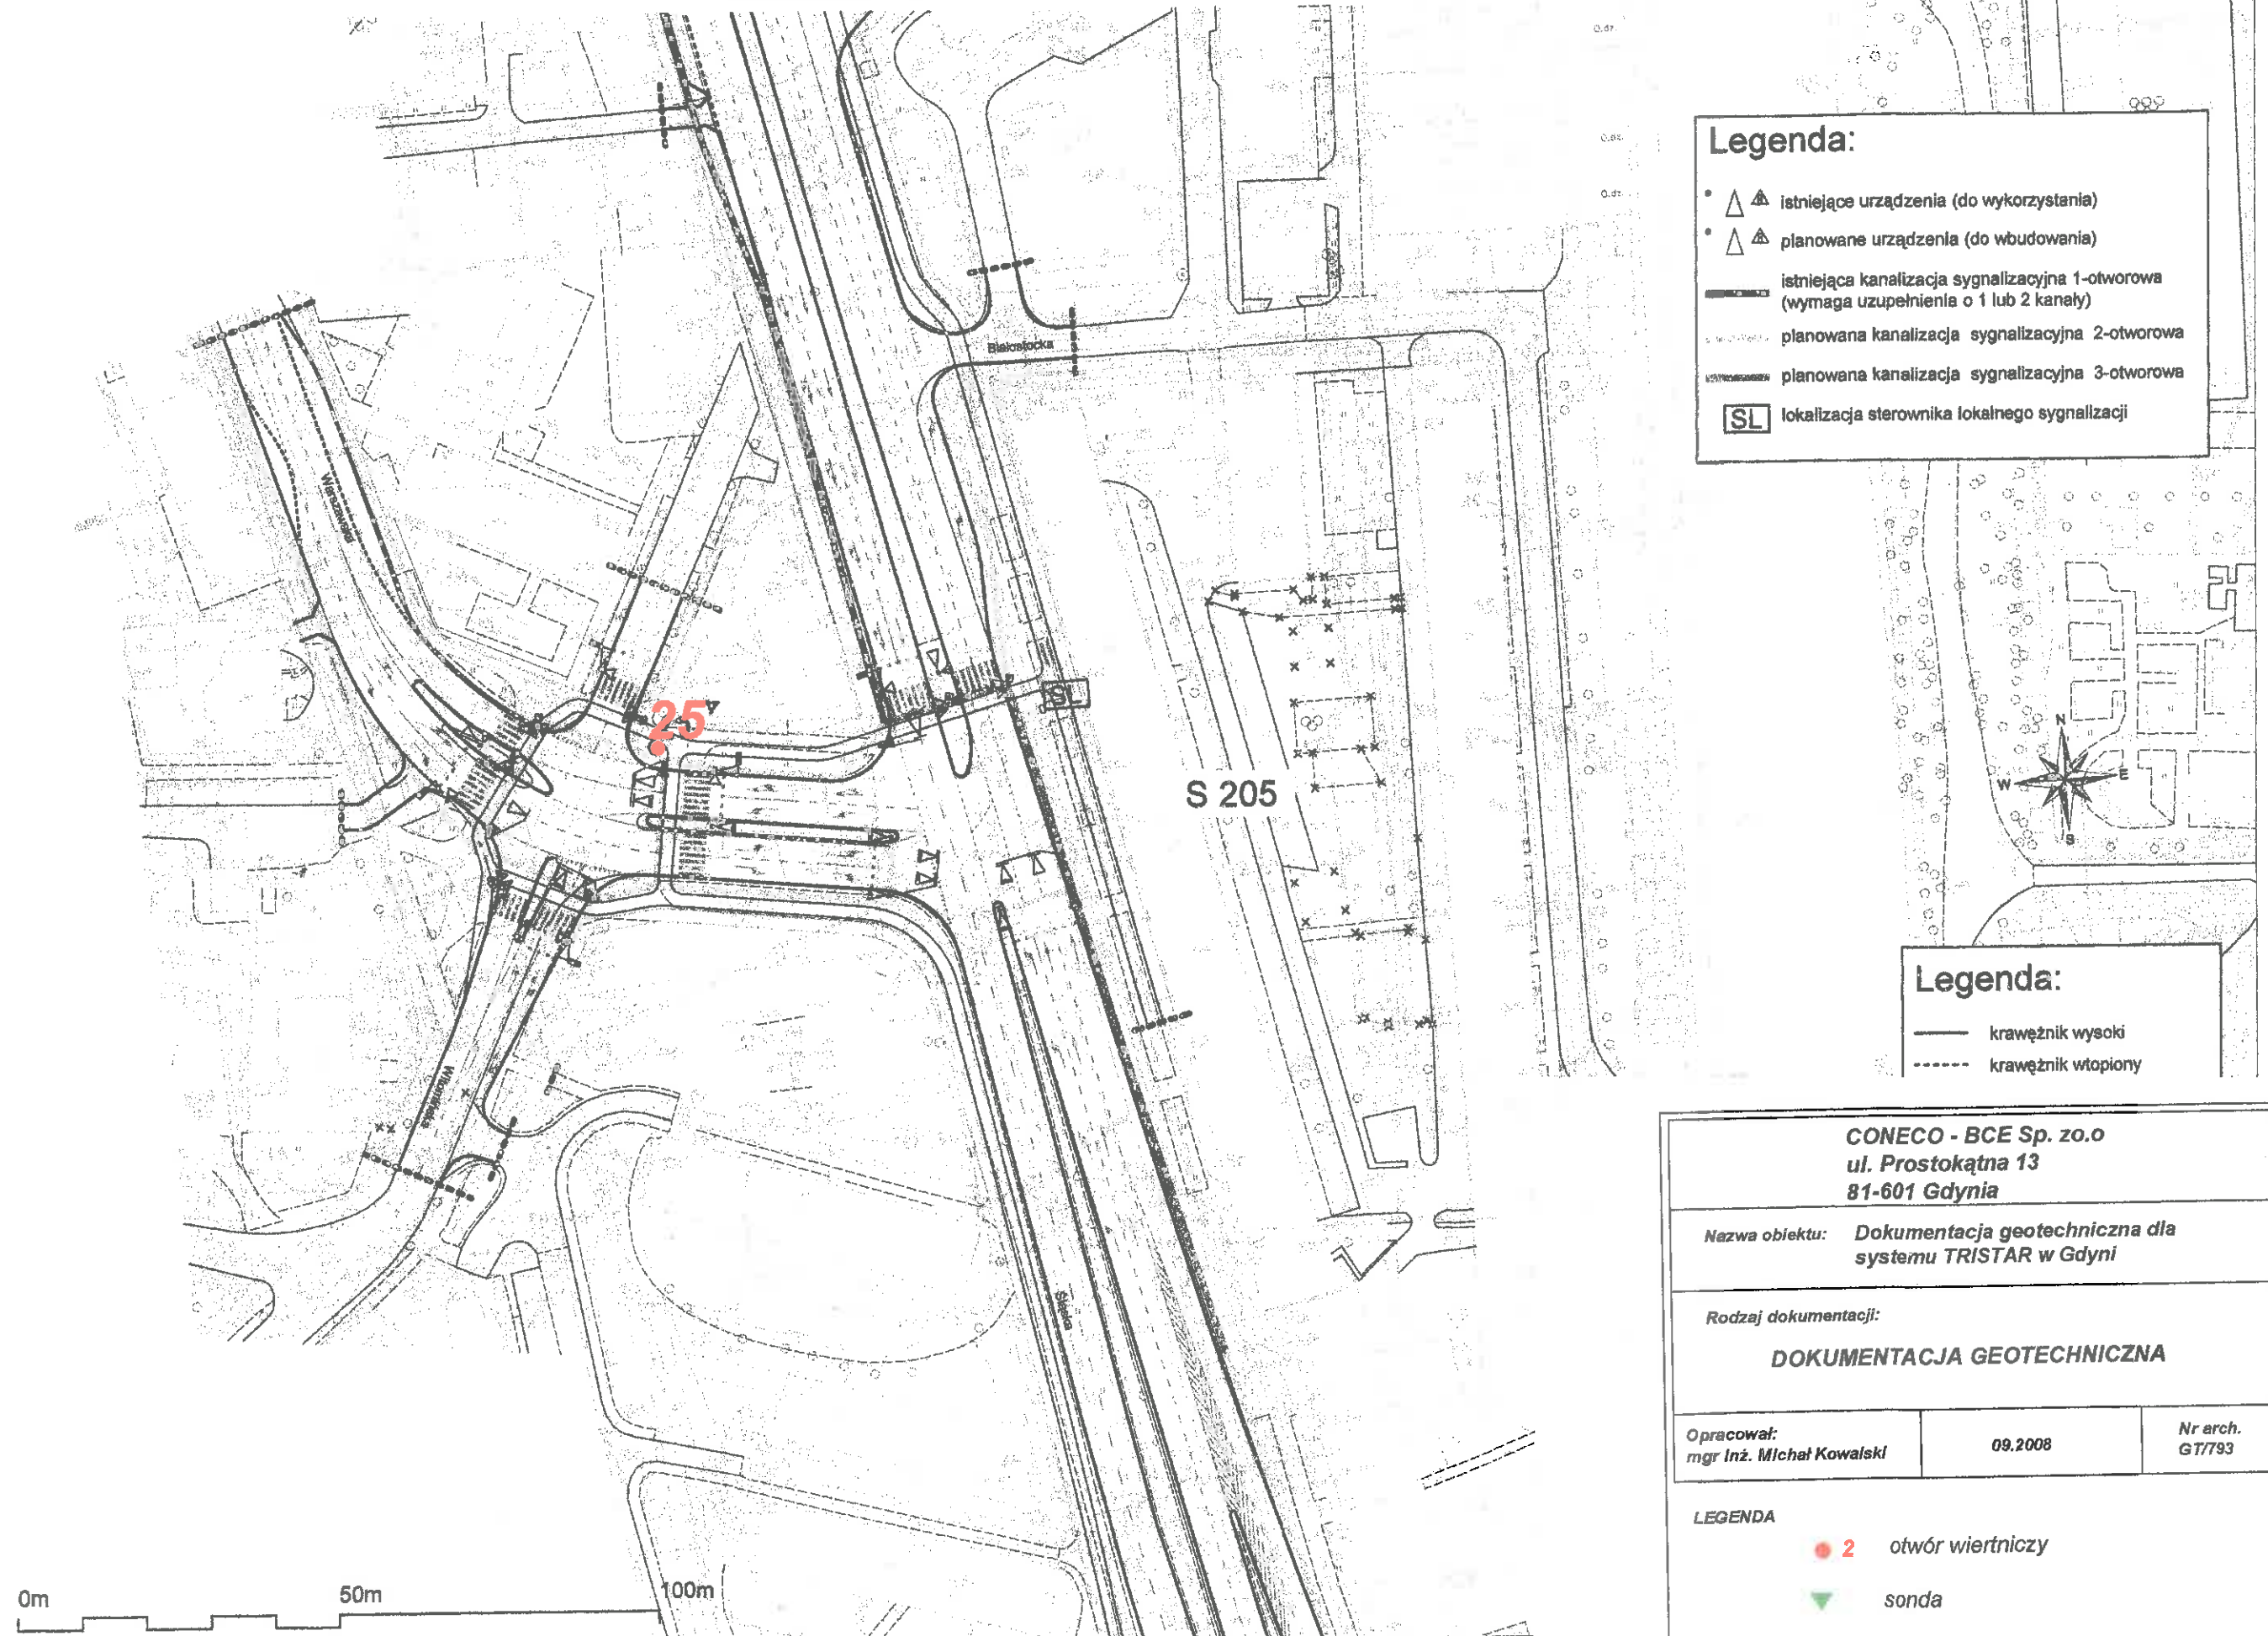 Legenda:
istniejące urządzenia (do wykorzystania)
planowane urządzenia (do wbudowania)
istniejąca kanalizacja sygnalizacyjna 1-otworowa
(wymaga uzupełnienia o 1 lub 2 kanały)
planowana kanalizacja sygnalizacyjna 2-otworowa
planowana kanalizacja sygnalizacyjna 3-otworowa
SL lokalizacja sterownika lokalnego sygnalizacji
Białostocka
Warszawska
25
SL
S 205
N
W E
S
Witomińska
Śląska
Legenda:
krawężnik wysoki
krawężnik wtopiony
CONECO - BCE Sp. zo.o
ul. Prostokątna 13
81-601 Gdynia
Nazwa obiektu: Dokumentacja geotechniczna dla
systemu TRISTAR w Gdyni
Rodzaj dokumentacji:
DOKUMENTACJA GEOTECHNICZNA
Opracował:
mgr Inż. Michał Kowalski
09.2008
Nr arch.
GT/793
LEGENDA
2 otwór wiertniczy
sonda
0m 50m 100m